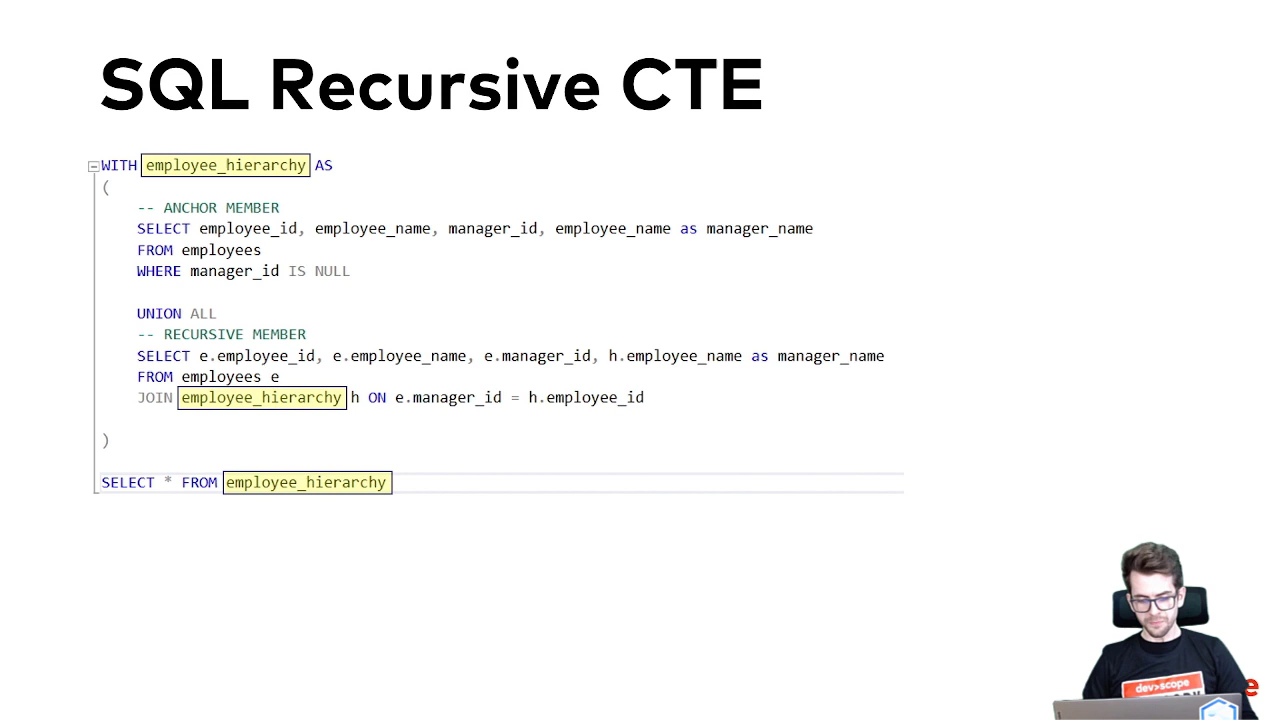 SQL Recursive CTE
WITH employee_hierarchy AS
(
-- ANCHOR MEMBER
SELECT employee_id, employee_name, manager_id, employee_name as manager_name
FROM employees
WHERE manager_id IS NULL
UNION ALL
-- RECURSIVE MEMBER
SELECT e.employee_id, e.employee_name, e.manager_id, h.employee_name as manager_name
FROM employees e
JOIN employee_hierarchy h ON e.manager_id = h.employee_id
)
SELECT * FROM employee_hierarchy
dev>scope
e